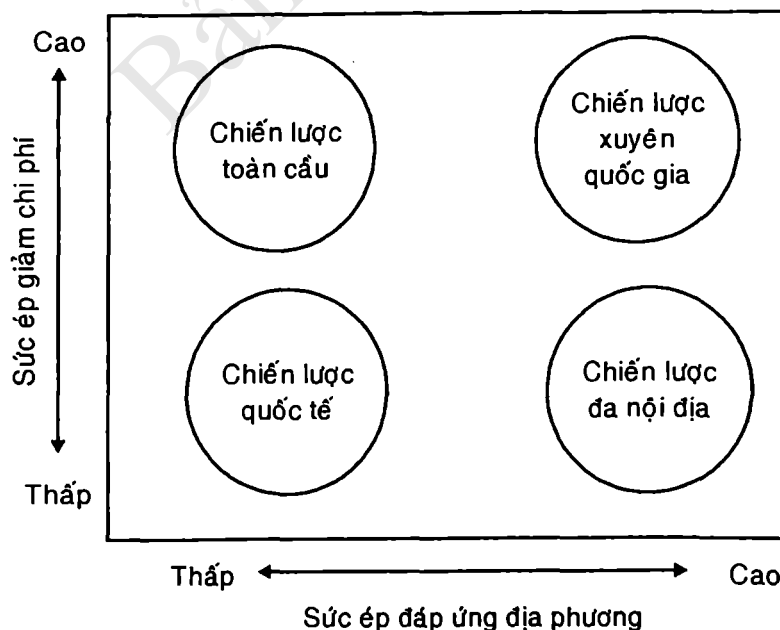 Cao
Chiến lược
toàn cầu
Chiến lược
xuyên
quốc gia
Sức ép giảm chi phí
Chiến lược
quốc tế
Chiến lược
đa nội địa
Thấp
Thấp
Cao
Sức ép đáp ứng địa phương